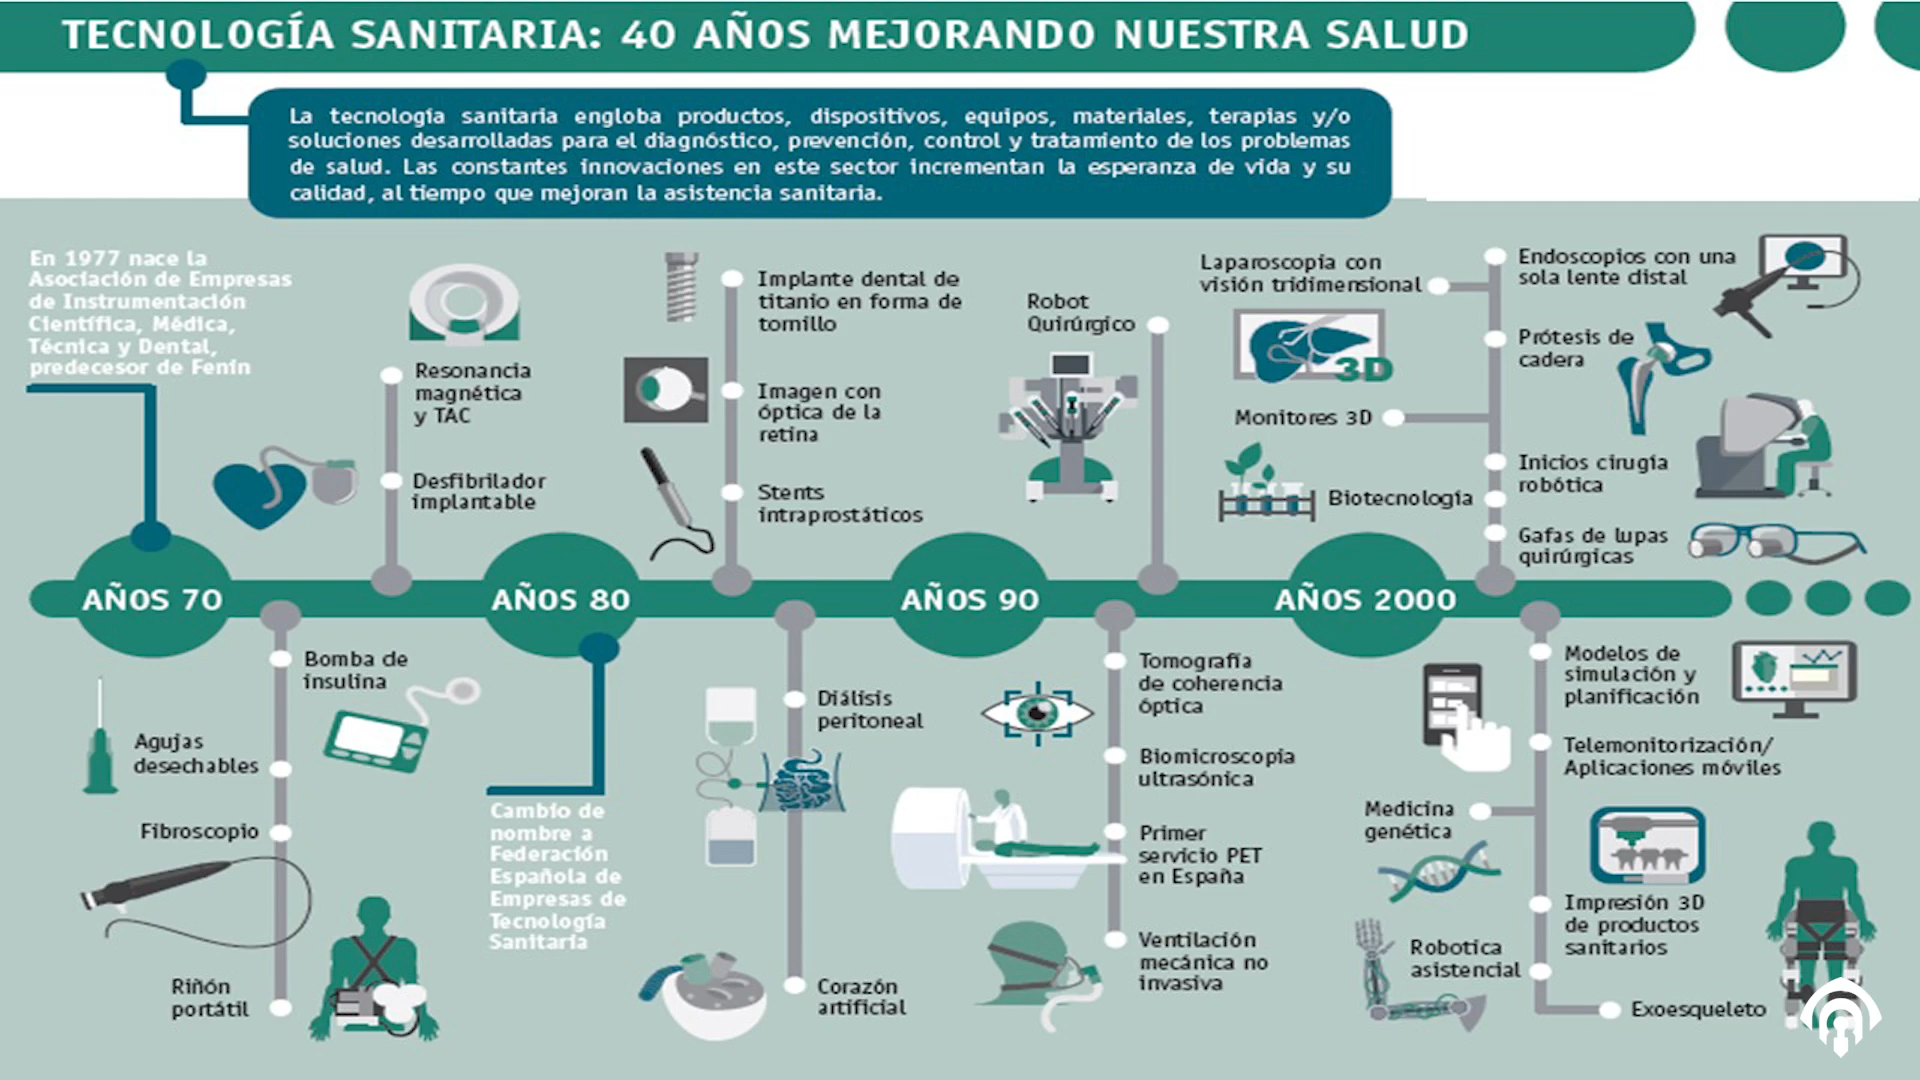 TECNOLOGÍA SANITARIA: 40 AÑOS MEJORANDO NUESTRA SALUD
La tecnología sanitaria engloba productos, dispositivos, equipos, materiales, terapias y/o
soluciones desarrolladas para el diagnóstico, prevención, control y tratamiento de los problemas
de salud. Las constantes innovaciones en este sector incrementan la esperanza de vida y su
calidad, al tiempo que mejoran la asistencia sanitaria.
En 1977 nace la
Asociación de Empresas
de Instrumentación
Científica, Médica,
Técnica y Dental,
predecesor de Fenin
Resonancia
magnética
y TAC
Desfibrilador
implantable
Implante dental de
titanio en forma de
tornillo
Imagen con
óptica de la
retina
Stents
intraprostáticos
Robot
Quirúrgico
Laparoscopia con
visión tridimensional
3D
Monitores 3D
Biotecnología
Endoscopios con una
sola lente distal
Prótesis de
cadera
Inicios cirugía
robótica
Gafas de lupas
quirúrgicas
AÑOS 70
AÑOS 80
AÑOS 90
AÑOS 2000
Bomba de
insulina
Agujas
desechables
Fibroscopio
Riñón
portátil
Cambio de
nombre a
Federación
Española de
Empresas de
Tecnología
Sanitaria
Diálisis
peritoneal
Corazón
artificial
Tomografía
de coherencia
óptica
Biomicroscopia
ultrasónica
Primer
servicio PET
en España
Ventilación
mecánica no
invasiva
Modelos de
simulación y
planificación
Telemonitorización/
Aplicaciones móviles
Medicina
genética
Impresión 3D
de productos
sanitarios
Robotica
asistencial
Exoesqueleto